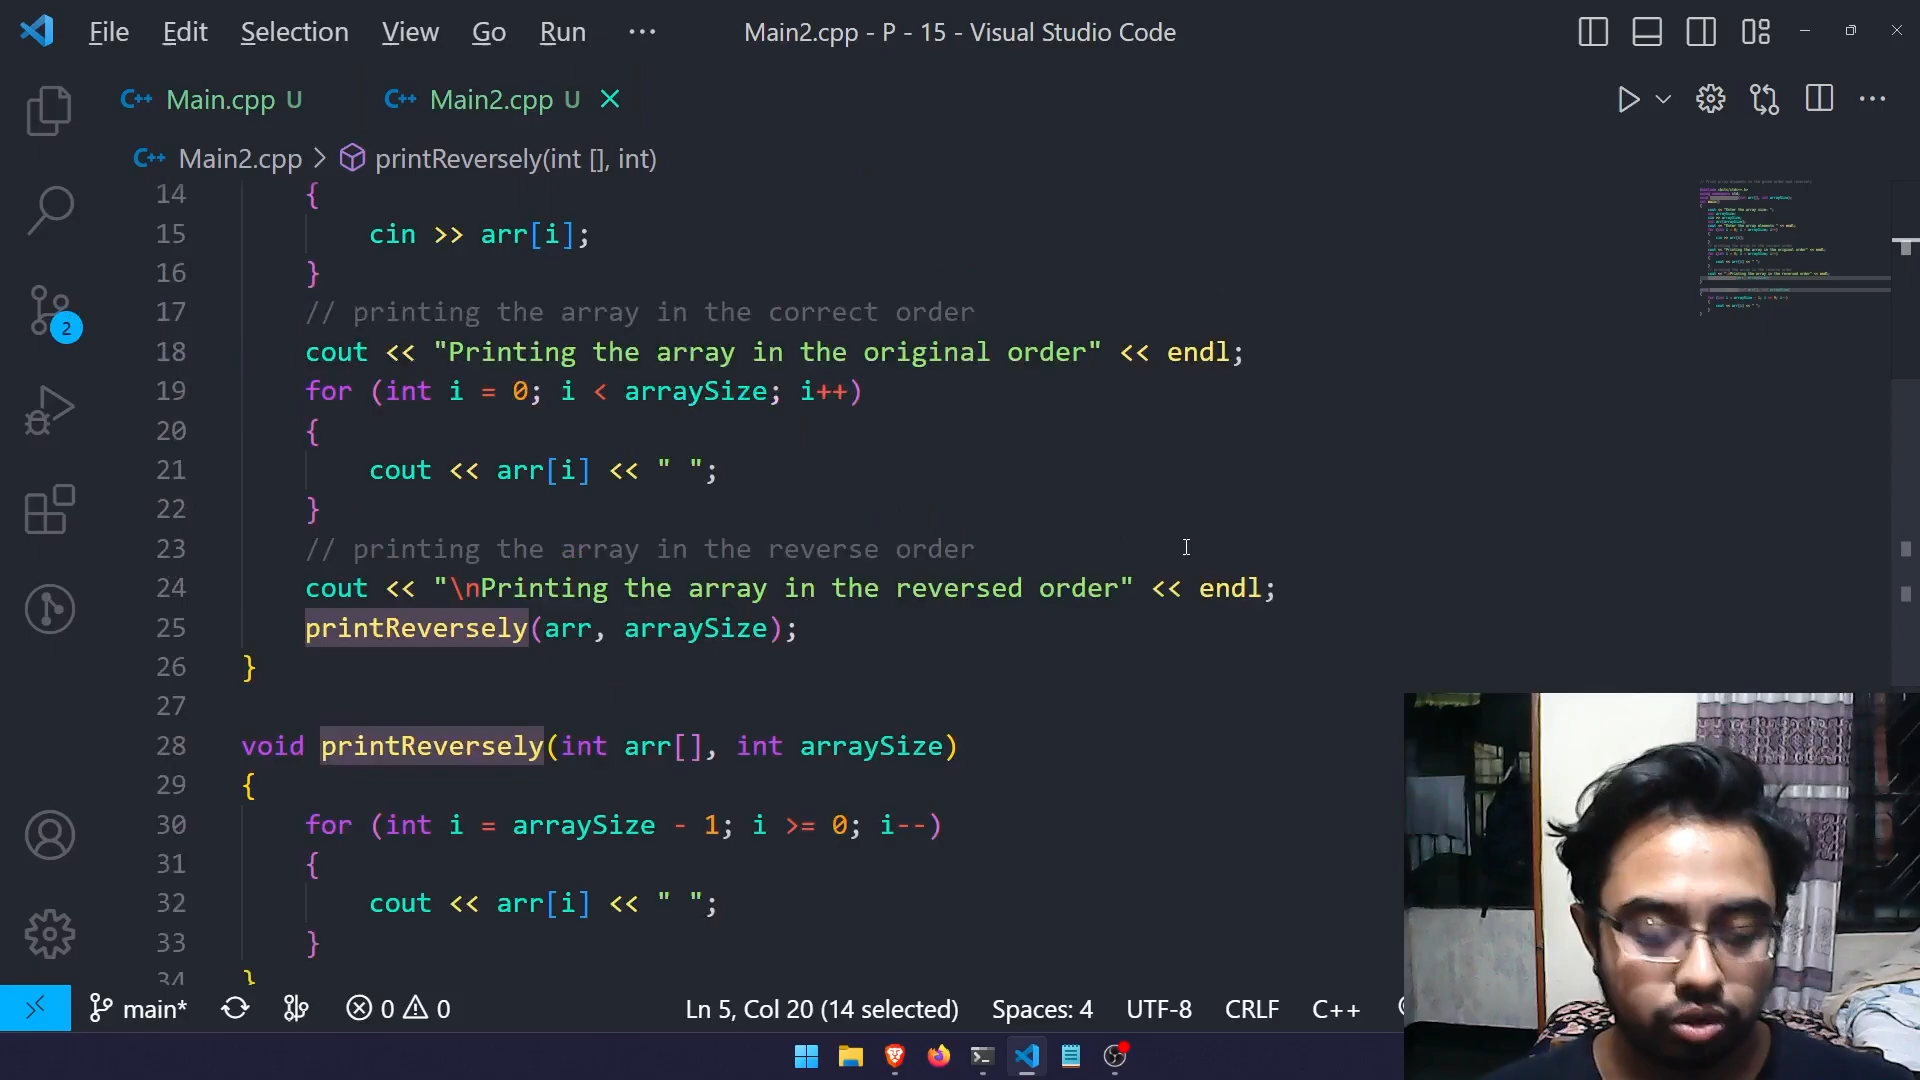 File Edit Selection View Go Run ··· Main2.cpp - P - 15 - Visual Studio Code
C++ Main.cpp U C++ Main2.cpp U
C++ Main2.cpp > printReversely(int [], int)
14 {
15 cin >> arr[i];
16 }
17 // printing the array in the correct order
18 cout << "Printing the array in the original order" << endl;
19 for (int i = 0; i < arraySize; i++)
20 {
21 cout << arr[i] << " ";
22 }
23 // printing the array in the reverse order
24 cout << "\nPrinting the array in the reversed order" << endl;
25 printReversely(arr, arraySize);
26 }
27
28 void printReversely(int arr[], int arraySize)
29 {
30 for (int i = arraySize - 1; i >= 0; i--)
31 {
32 cout << arr[i] << " ";
33 }
34 }
2
main* 0 0 Ln 5, Col 20 (14 selected) Spaces: 4 UTF-8 CRLF C++